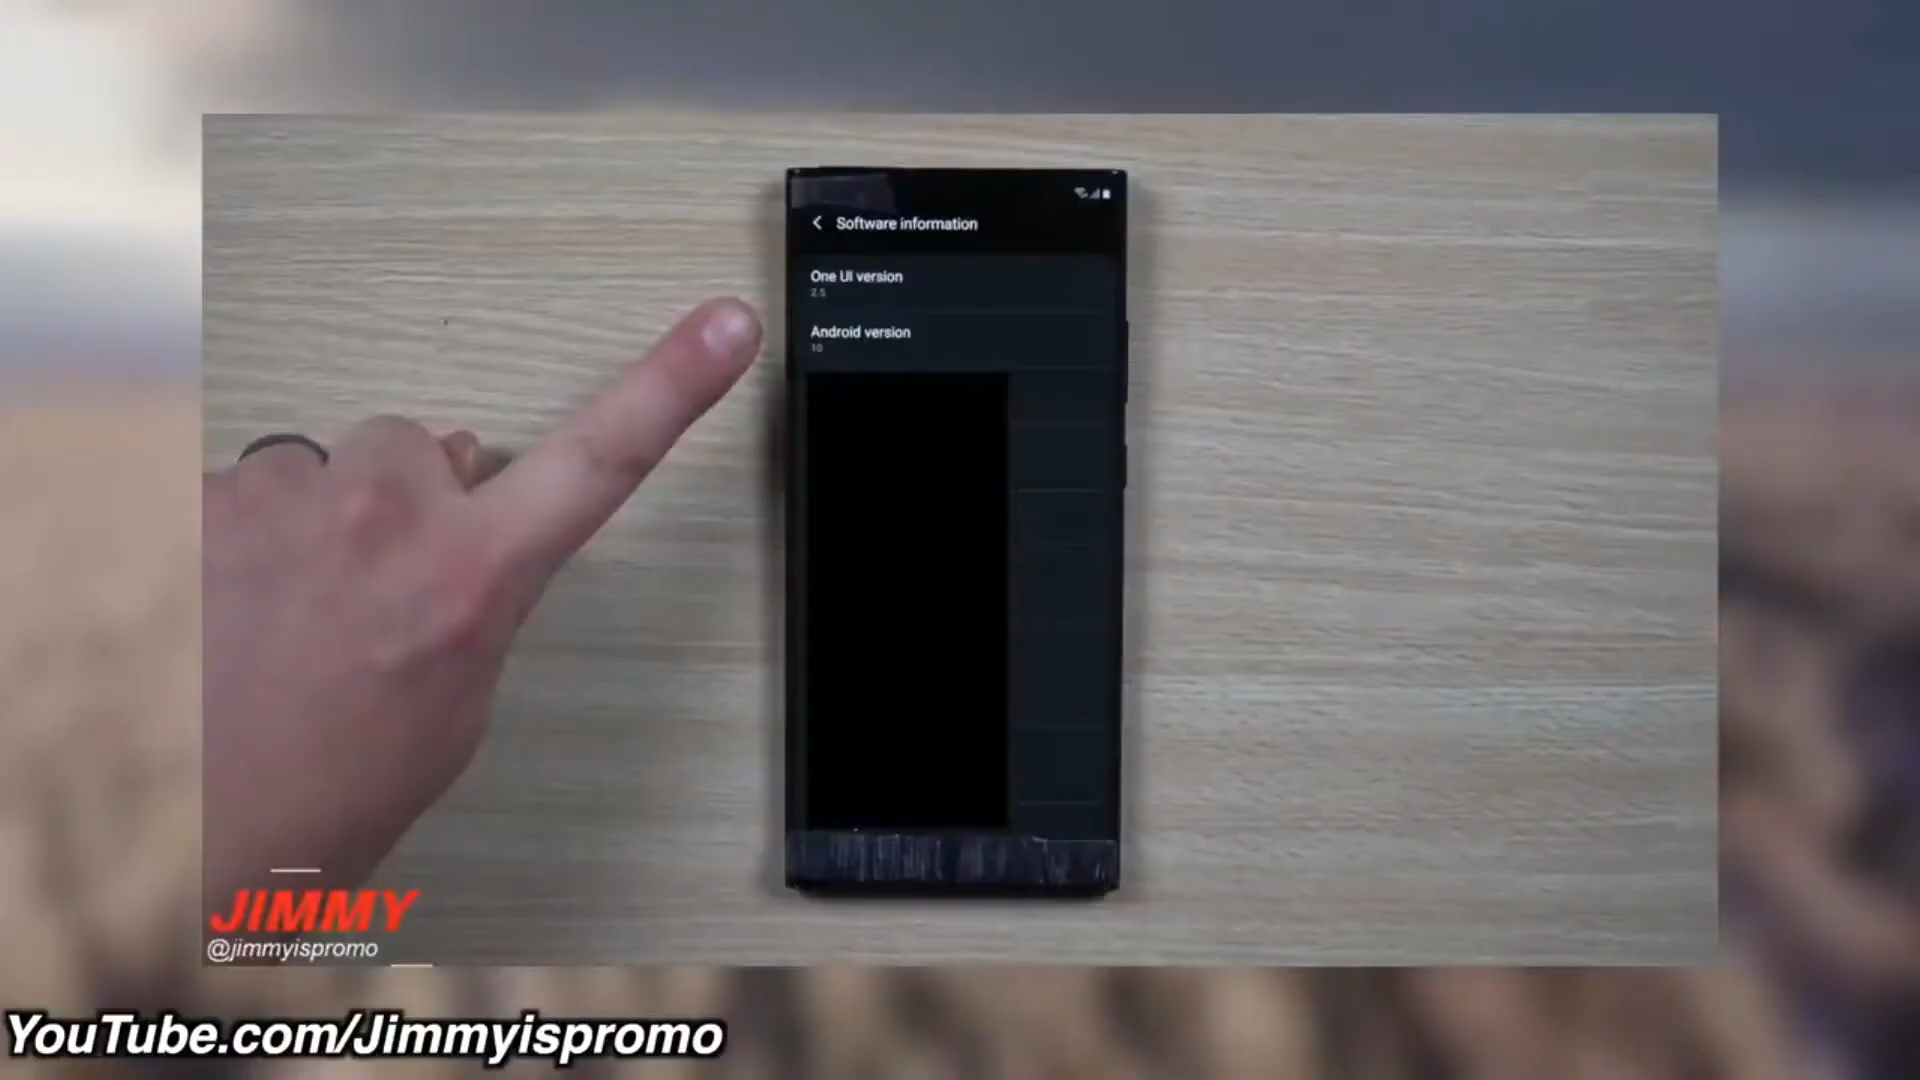 Software information
One UI version
2.5
Android version
10
JIMMY
@jimmyispromo
YouTube.com/Jimmyispromo